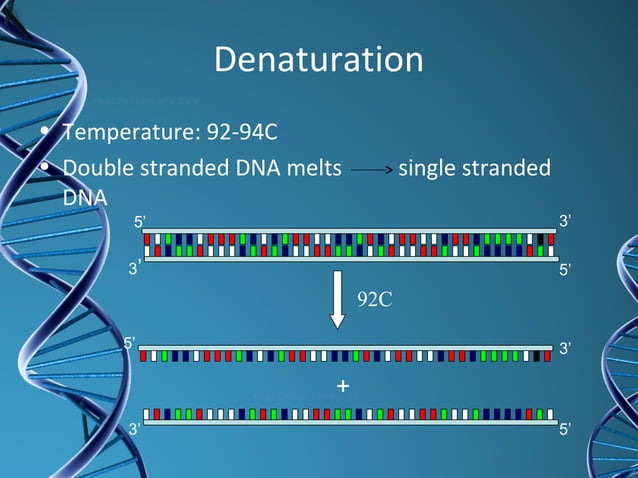 Denaturation
• Temperature: 92-94C
• Double stranded DNA melts single stranded
DNA
5’ 3’
3’ 5’
92C
5’ 3’
+
3’ 5’